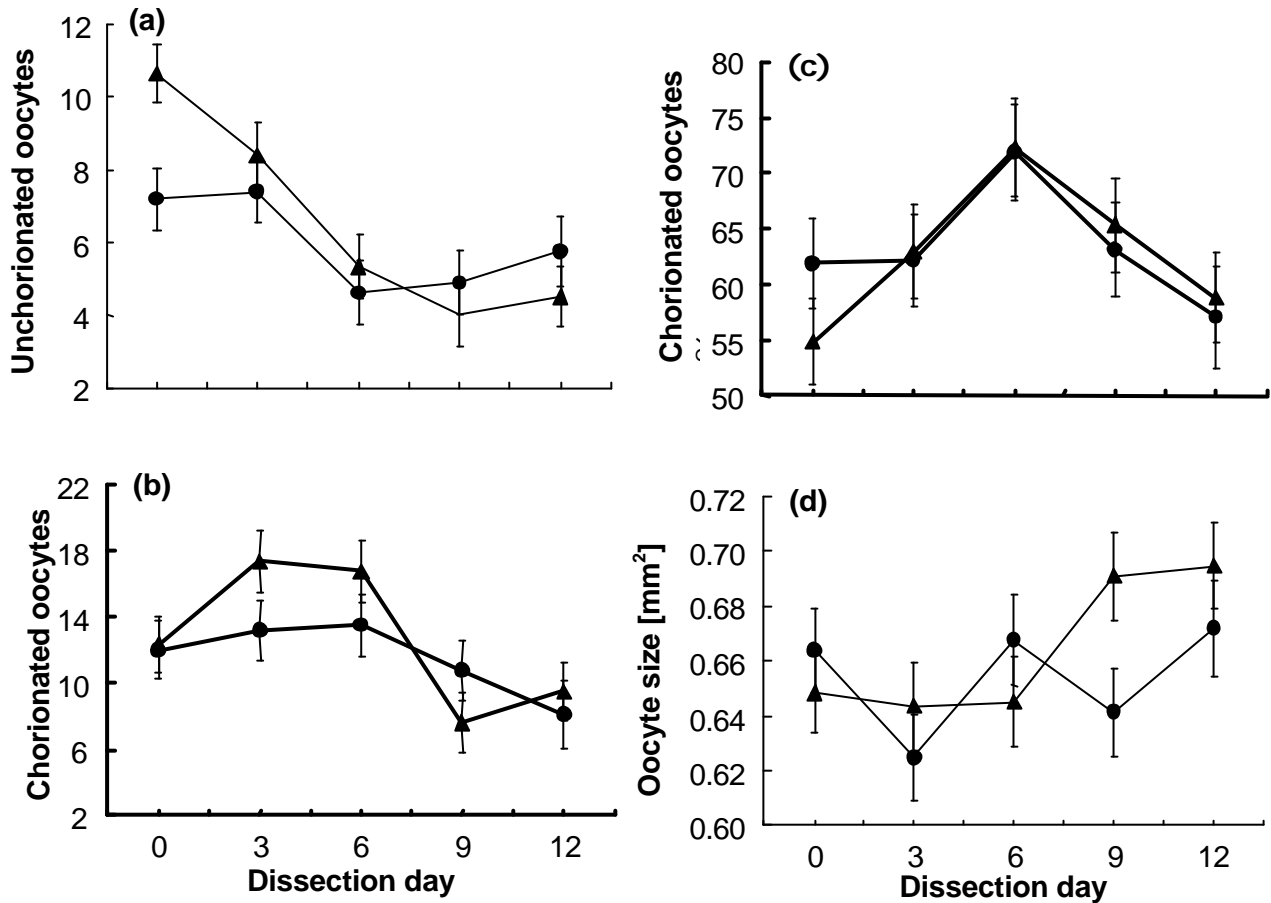 (a)
Unchorionated oocytes
12
10
8
6
4
2
(c)
Chorionated oocytes
80
75
70
65
60
55
50
(b)
Chorionated oocytes
22
18
14
10
6
2
0 3 6 9 12
Dissection day
(d)
Oocyte size [mm²]
0.72
0.70
0.68
0.66
0.64
0.62
0.60
0 3 6 9 12
Dissection day